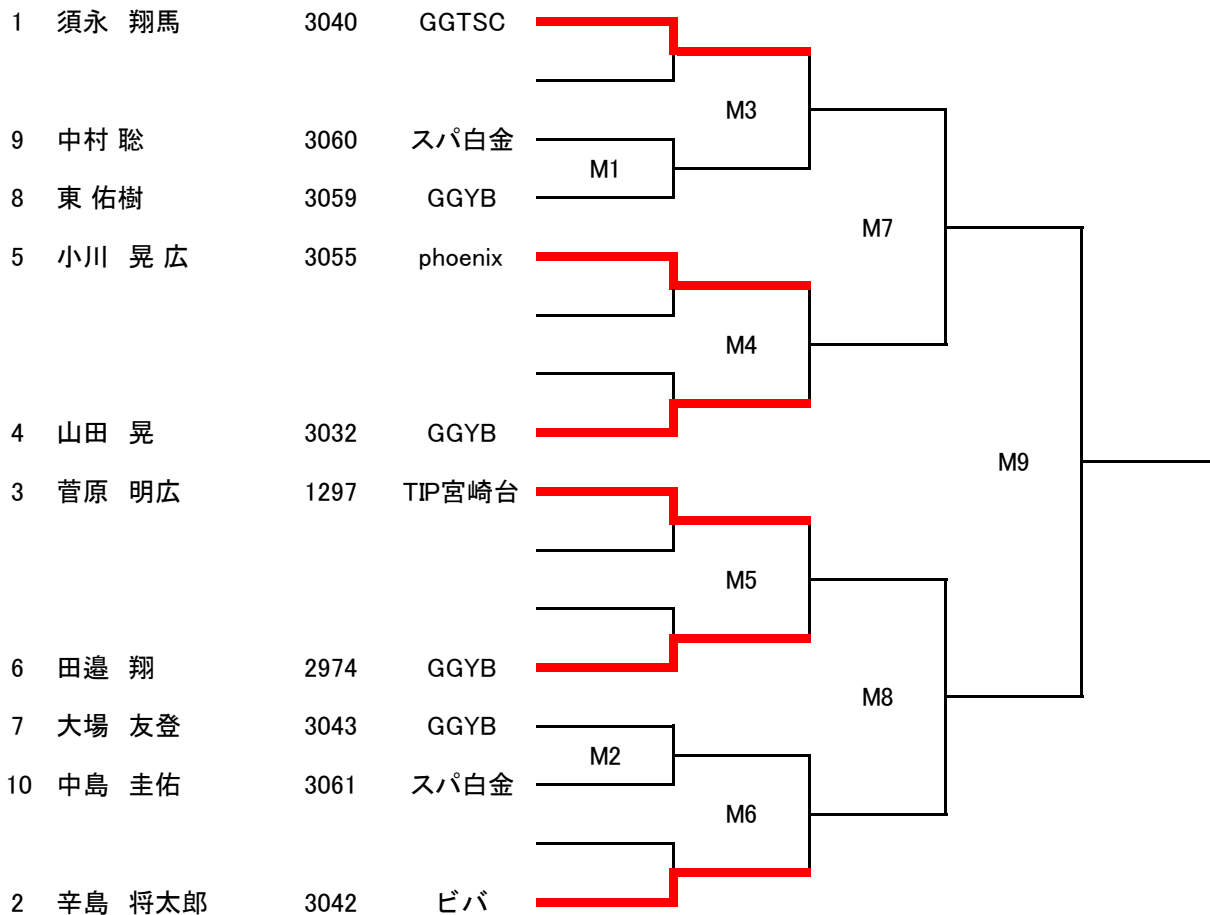 1 須永 翔馬 3040 GGTSC
M3
9 中村 聡 3060 スパ白金
M1
8 東 佑樹 3059 GGYB
M7
5 小川 晃広 3055 phoenix
M4
4 山田 晃 3032 GGYB
M9
3 菅原 明広 1297 TIP宮崎台
M5
6 田邉 翔 2974 GGYB
M8
7 大場 友登 3043 GGYB
M2
10 中島 圭佑 3061 スパ白金
M6
2 辛島 将太郎 3042 ビバ